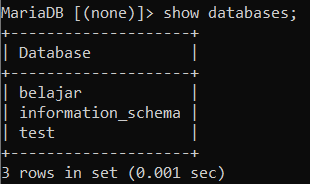 MariaDB [(none)]> show databases;
+--------------------+
| Database           |
+--------------------+
| belajar            |
| information_schema |
| test               |
+--------------------+
3 rows in set (0.001 sec)